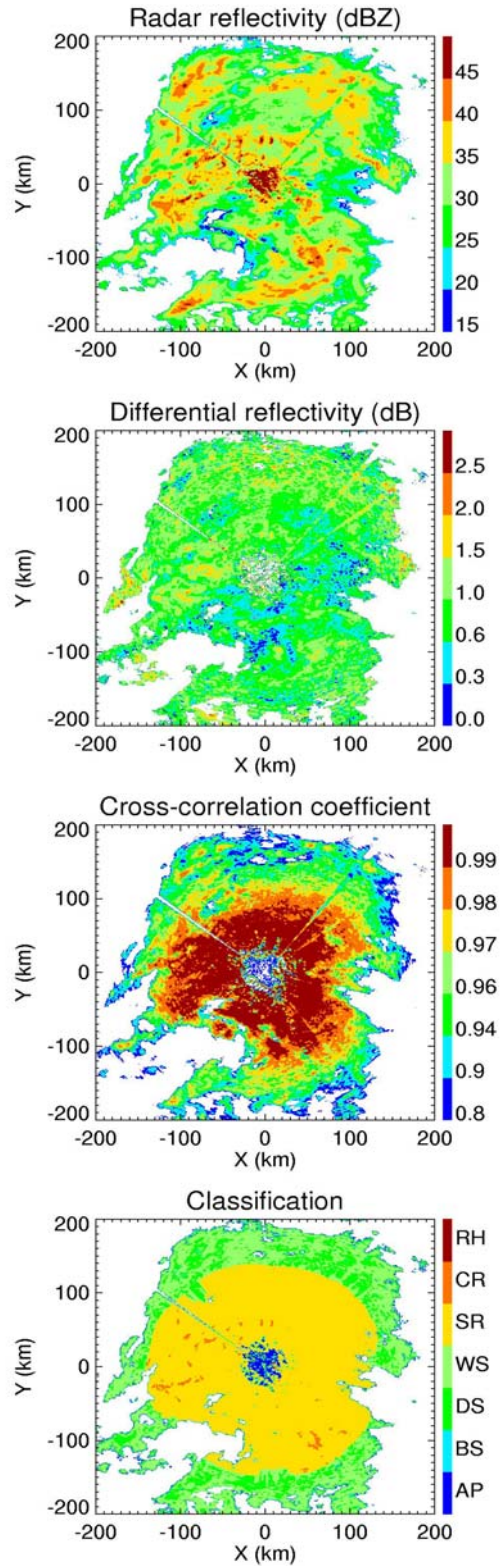 Radar reflectivity (dBZ)
200
100
0
-100
-200
Y (km)
-200 -100 0 100 200
X (km)
45
40
35
30
25
20
15
Differential reflectivity (dB)
200
100
0
-100
-200
Y (km)
-200 -100 0 100 200
X (km)
2.5
2.0
1.5
1.0
0.6
0.3
0.0
Cross-correlation coefficient
200
100
0
-100
-200
Y (km)
-200 -100 0 100 200
X (km)
0.99
0.98
0.97
0.96
0.94
0.9
0.8
Classification
200
100
0
-100
-200
Y (km)
-200 -100 0 100 200
X (km)
RH
CR
SR
WS
DS
BS
AP